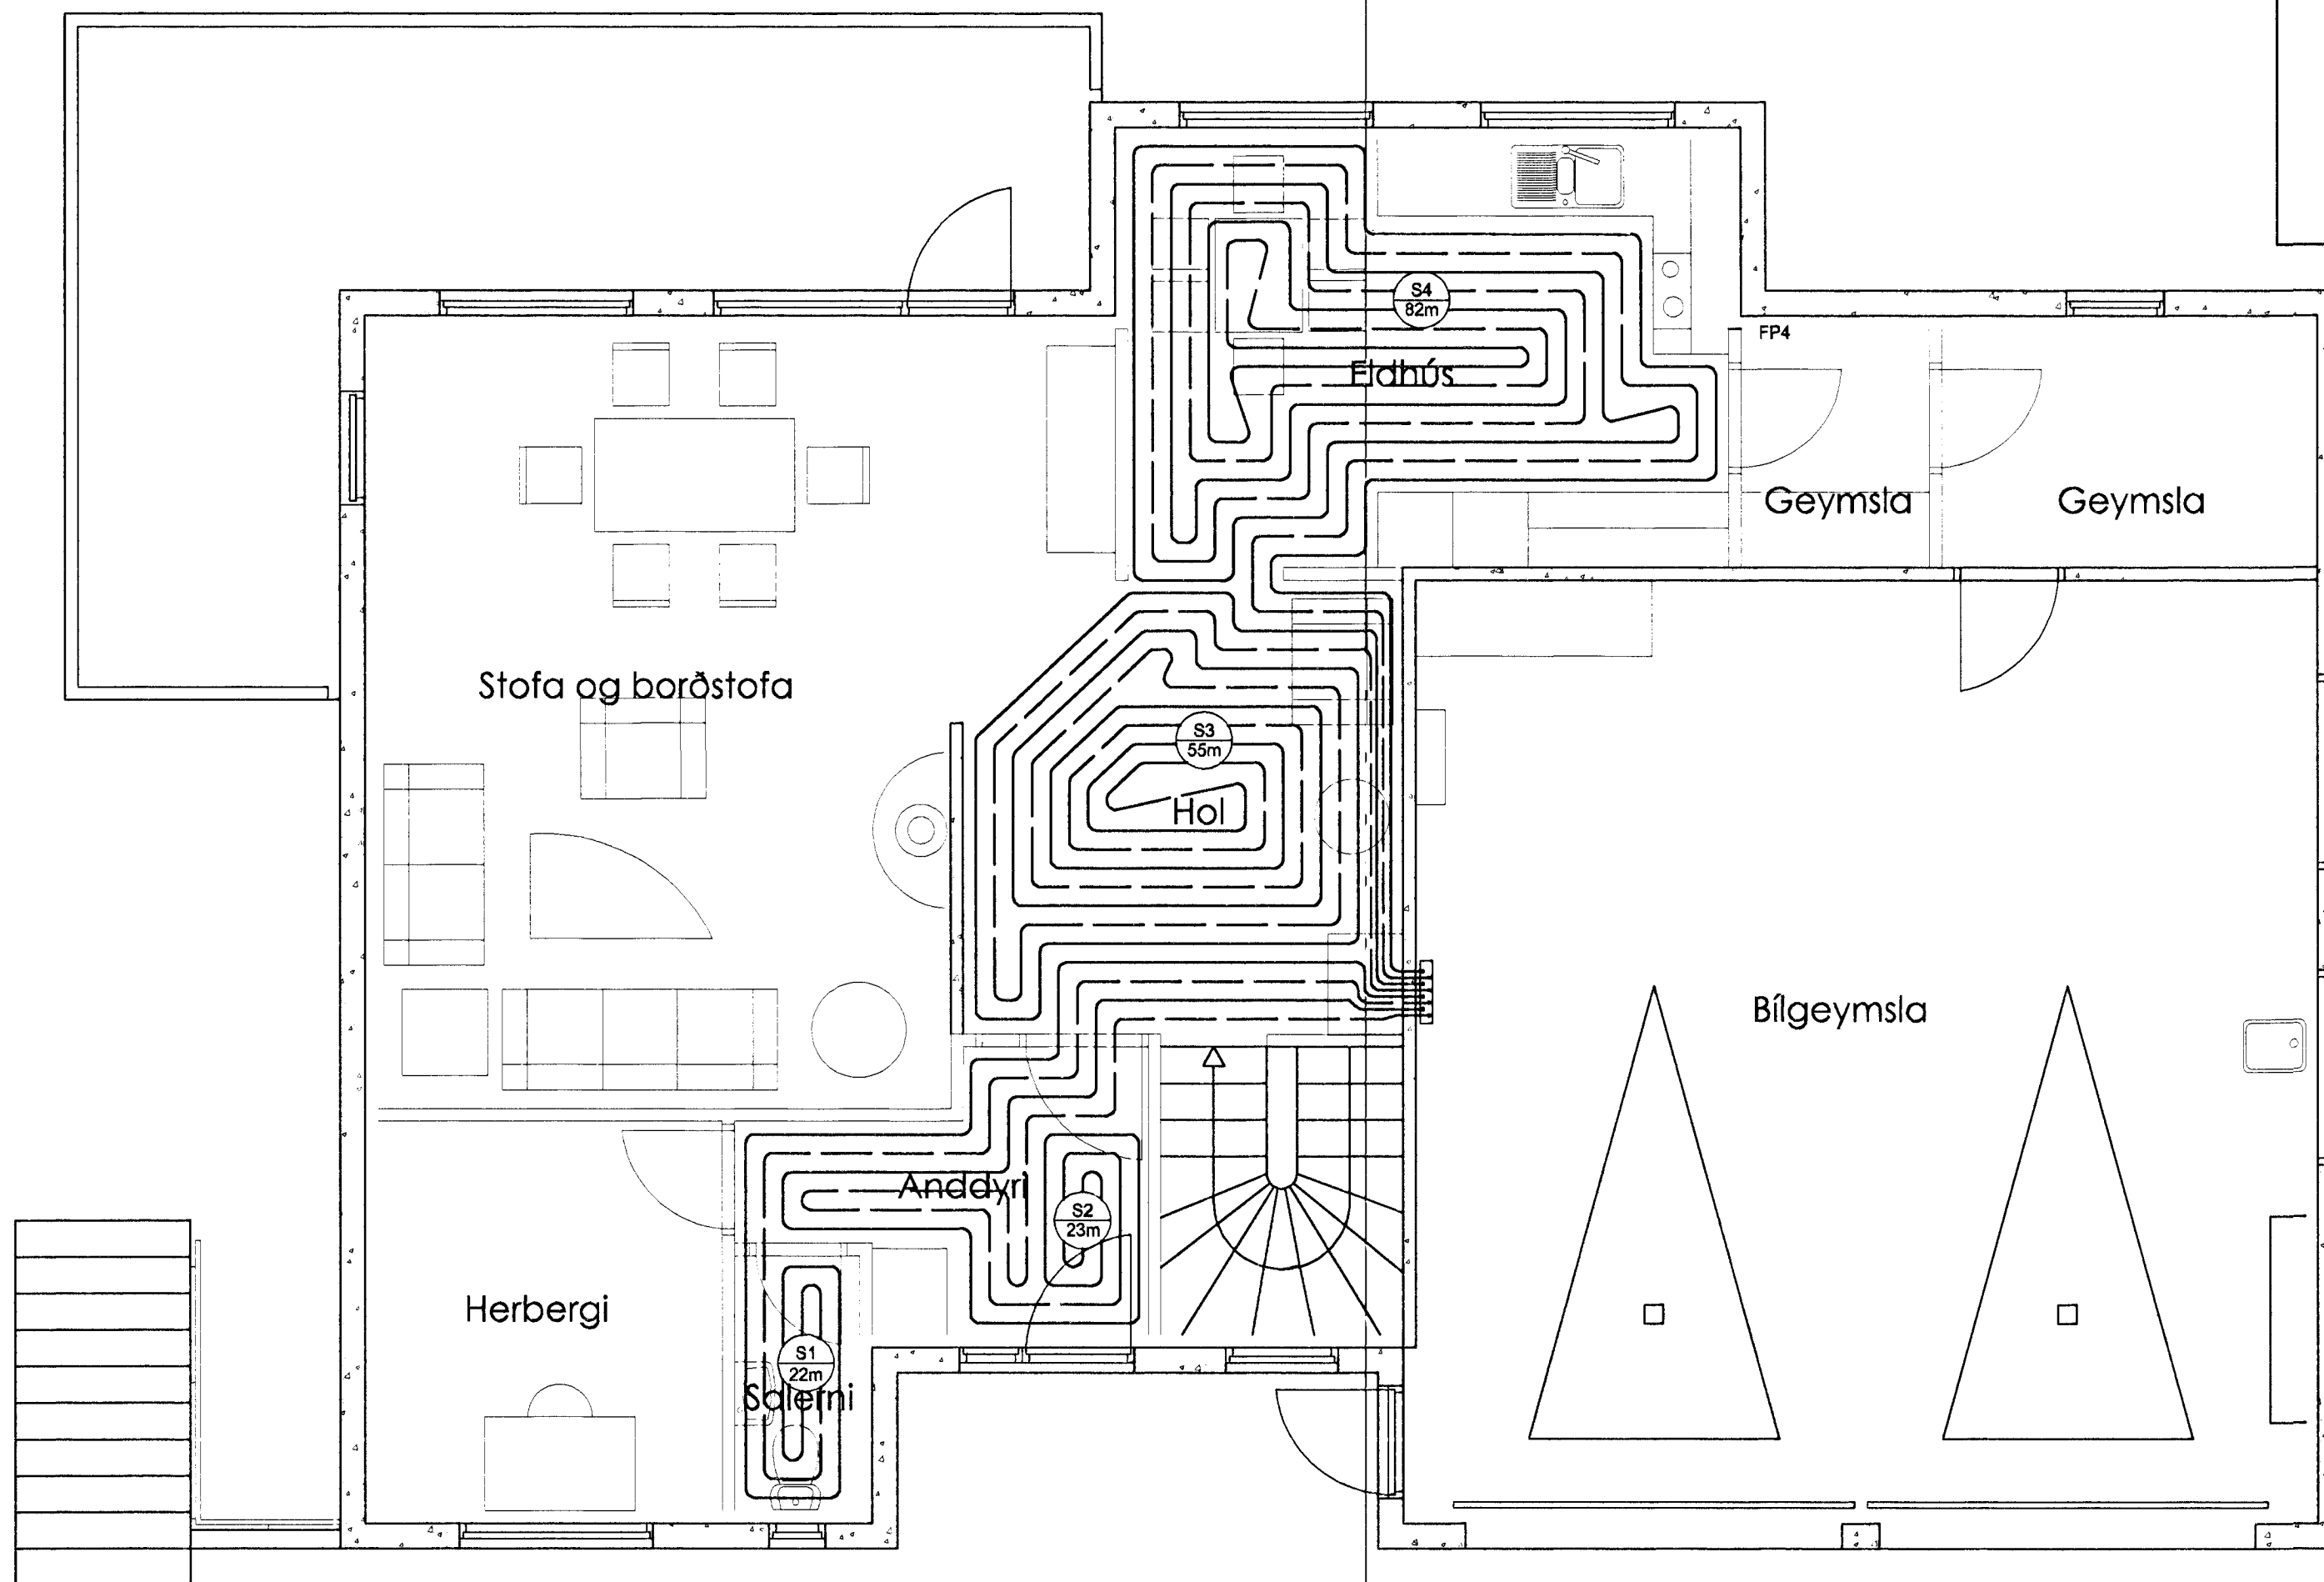 S4
82m
FP4
Eldhús
Geymsla
Geymsla
Stofa og borðstofa
S3
55m
Hol
Bílgeymsla
Anddyri
S2
23m
Herbergi
S1
22m
Salerni